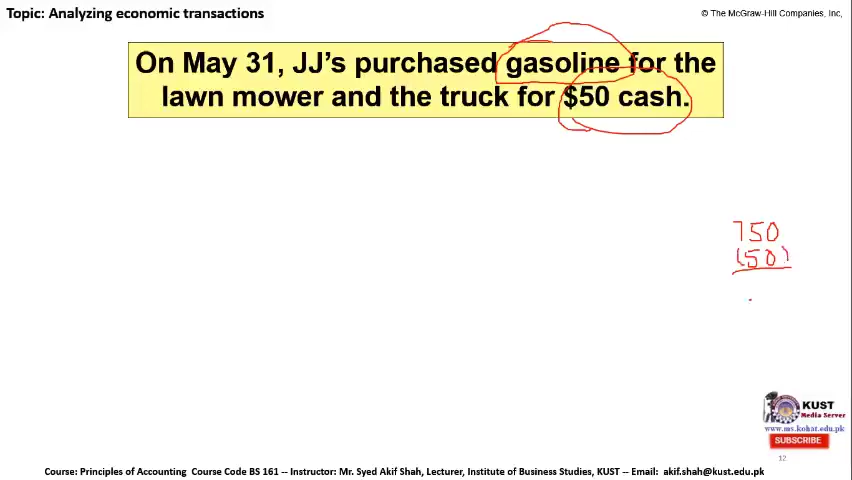 Topic: Analyzing economic transactions
© The McGraw-Hill Companies, Inc,
On May 31, JJ's purchased gasoline for the
lawn mower and the truck for $50 cash.
750
(50)
KUST
Media Server
www.ms.kohat.edu.pk
SUBSCRIBE
12
Course: Principles of Accounting Course Code BS 161 -- Instructor: Mr. Syed Akif Shah, Lecturer, Institute of Business Studies, KUST -- Email: akif.shah@kust.edu.pk